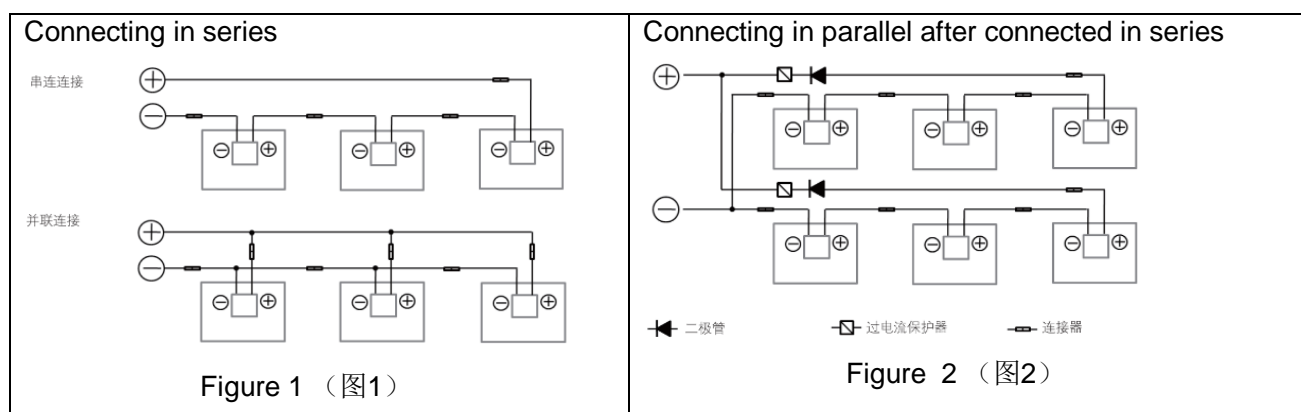 Connecting in series
串连连接
并联连接
Figure 1 （图1）
Connecting in parallel after connected in series
二极管
过电流保护器
连接器
Figure 2 （图2）